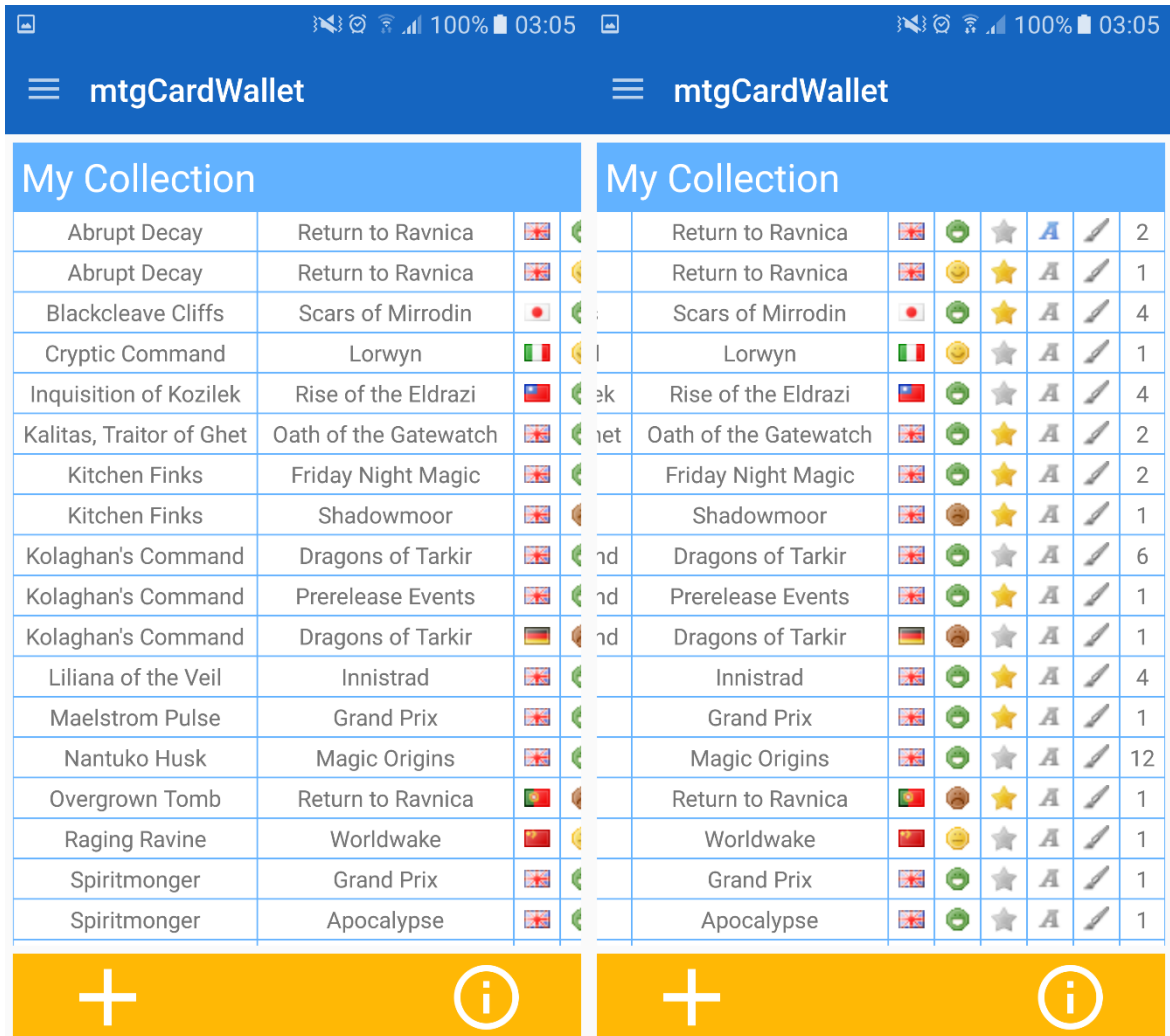 100% 03:05
mtgCardWallet
My Collection
Abrupt Decay Return to Ravnica
Abrupt Decay Return to Ravnica
Blackcleave Cliffs Scars of Mirrodin
Cryptic Command Lorwyn
Inquisition of Kozilek Rise of the Eldrazi
Kalitas, Traitor of Ghet Oath of the Gatewatch
Kitchen Finks Friday Night Magic
Kitchen Finks Shadowmoor
Kolaghan's Command Dragons of Tarkir
Kolaghan's Command Prerelease Events
Kolaghan's Command Dragons of Tarkir
Liliana of the Veil Innistrad
Maelstrom Pulse Grand Prix
Nantuko Husk Magic Origins
Overgrown Tomb Return to Ravnica
Raging Ravine Worldwake
Spiritmonger Grand Prix
Spiritmonger Apocalypse
100% 03:05
mtgCardWallet
My Collection
Return to Ravnica A 2
Return to Ravnica A 1
Scars of Mirrodin A 4
Lorwyn A 1
ek Rise of the Eldrazi A 4
net Oath of the Gatewatch A 2
Friday Night Magic A 2
Shadowmoor A 1
nd Dragons of Tarkir A 6
nd Prerelease Events A 1
nd Dragons of Tarkir A 1
Innistrad A 4
Grand Prix A 1
Magic Origins A 12
Return to Ravnica A 1
Worldwake A 1
Grand Prix A 1
Apocalypse A 1